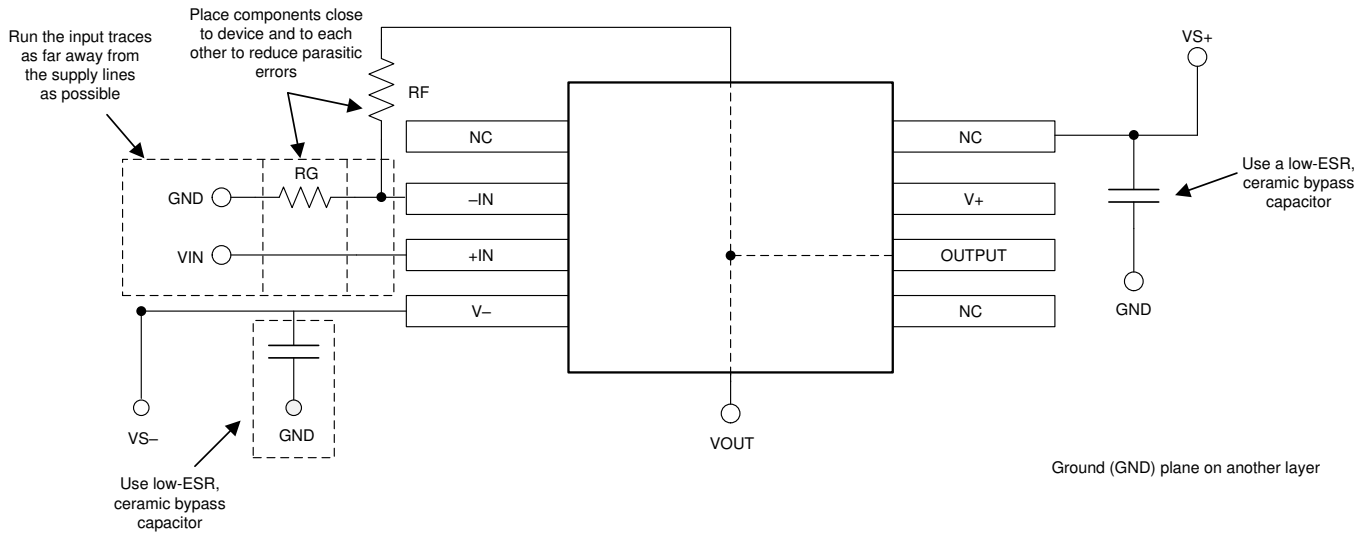 Run the input traces
as far away from
the supply lines
as possible
Place components close
to device and to each
other to reduce parasitic
errors
RF
VS+
NC
NC
Use a low-ESR,
ceramic bypass
capacitor
RG
GND
–IN
V+
VIN
+IN
OUTPUT
V–
NC
GND
VS–
GND
VOUT
Use low-ESR,
ceramic bypass
capacitor
Ground (GND) plane on another layer